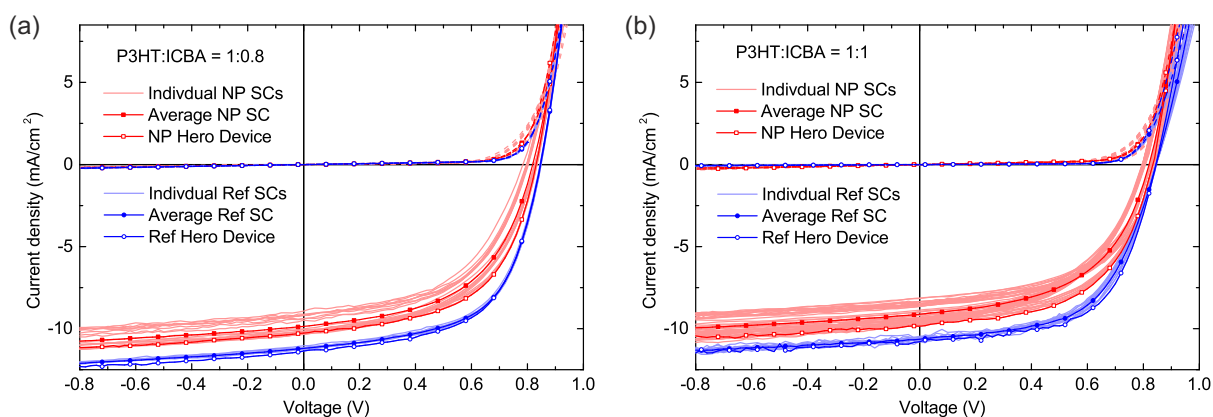 (a)
P3HT:ICBA = 1:0.8
Indivdual NP SCs
Average NP SC
NP Hero Device
Indivdual Ref SCs
Average Ref SC
Ref Hero Device
5
0
-5
-10
Current density (mA/cm²)
-0.8 -0.6 -0.4 -0.2 0.0 0.2 0.4 0.6 0.8 1.0
Voltage (V)
(b)
P3HT:ICBA = 1:1
Indivdual NP SCs
Average NP SC
NP Hero Device
Indivdual Ref SCs
Average Ref SC
Ref Hero Device
5
0
-5
-10
Current density (mA/cm²)
-0.8 -0.6 -0.4 -0.2 0.0 0.2 0.4 0.6 0.8 1.0
Voltage (V)